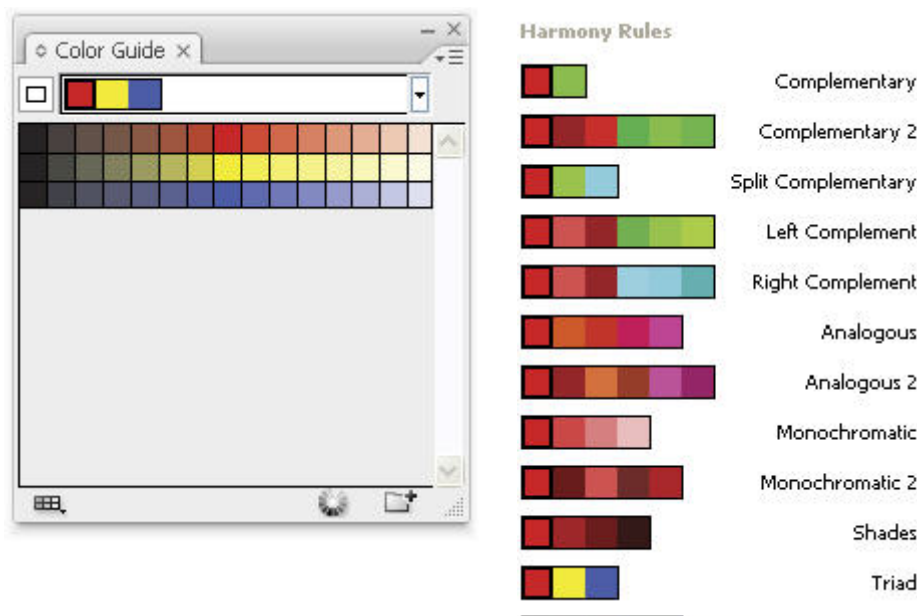 Color Guide
Harmony Rules
Complementary
Complementary 2
Split Complementary
Left Complement
Right Complement
Analogous
Analogous 2
Monochromatic
Monochromatic 2
Shades
Triad